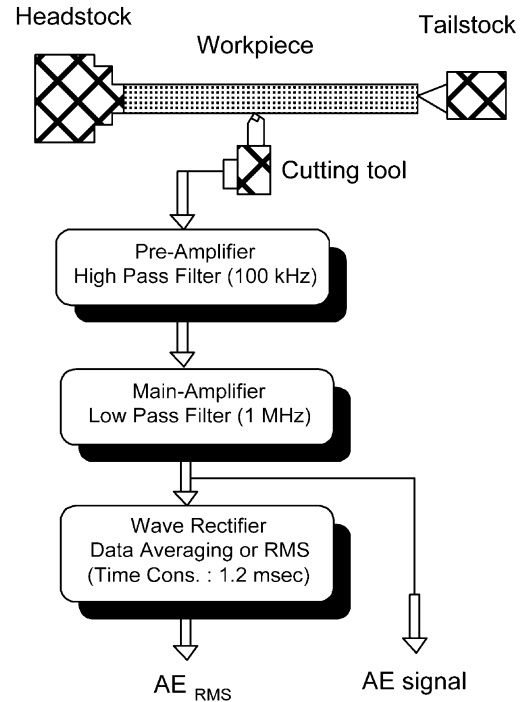 Headstock
Tailstock
Workpiece
Cutting tool
Pre-Amplifier
High Pass Filter (100 kHz)
Main-Amplifier
Low Pass Filter (1 MHz)
Wave Rectifier
Data Averaging or RMS
(Time Cons. : 1.2 msec)
AE RMS
AE signal